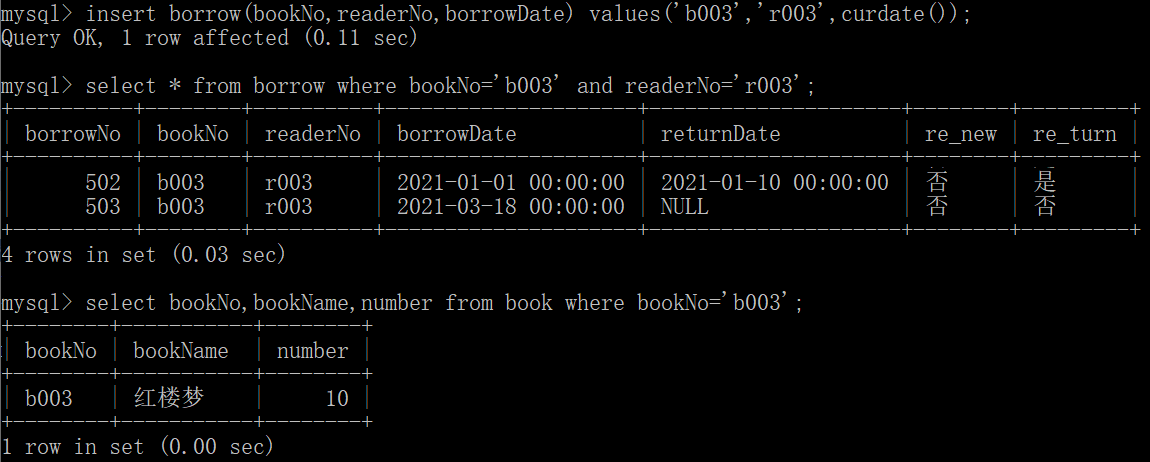 mysql> insert borrow(bookNo,readerNo,borrowDate) values('b003','r003',curdate());
Query OK, 1 row affected (0.11 sec)
mysql> select * from borrow where bookNo='b003' and readerNo='r003';
+----------+--------+----------+---------------------+---------------------+--------+---------+
| borrowNo | bookNo | readerNo | borrowDate | returnDate | re_new | re_turn |
+----------+--------+----------+---------------------+---------------------+--------+---------+
| 502 | b003 | r003 | 2021-01-01 00:00:00 | 2021-01-10 00:00:00 | 否 | 是 |
| 503 | b003 | r003 | 2021-03-18 00:00:00 | NULL | 否 | 否 |
+----------+--------+----------+---------------------+---------------------+--------+---------+
4 rows in set (0.03 sec)
mysql> select bookNo,bookName,number from book where bookNo='b003';
+--------+-----------+--------+
| bookNo | bookName | number |
+--------+-----------+--------+
| b003 | 红楼梦 | 10 |
+--------+-----------+--------+
1 row in set (0.00 sec)